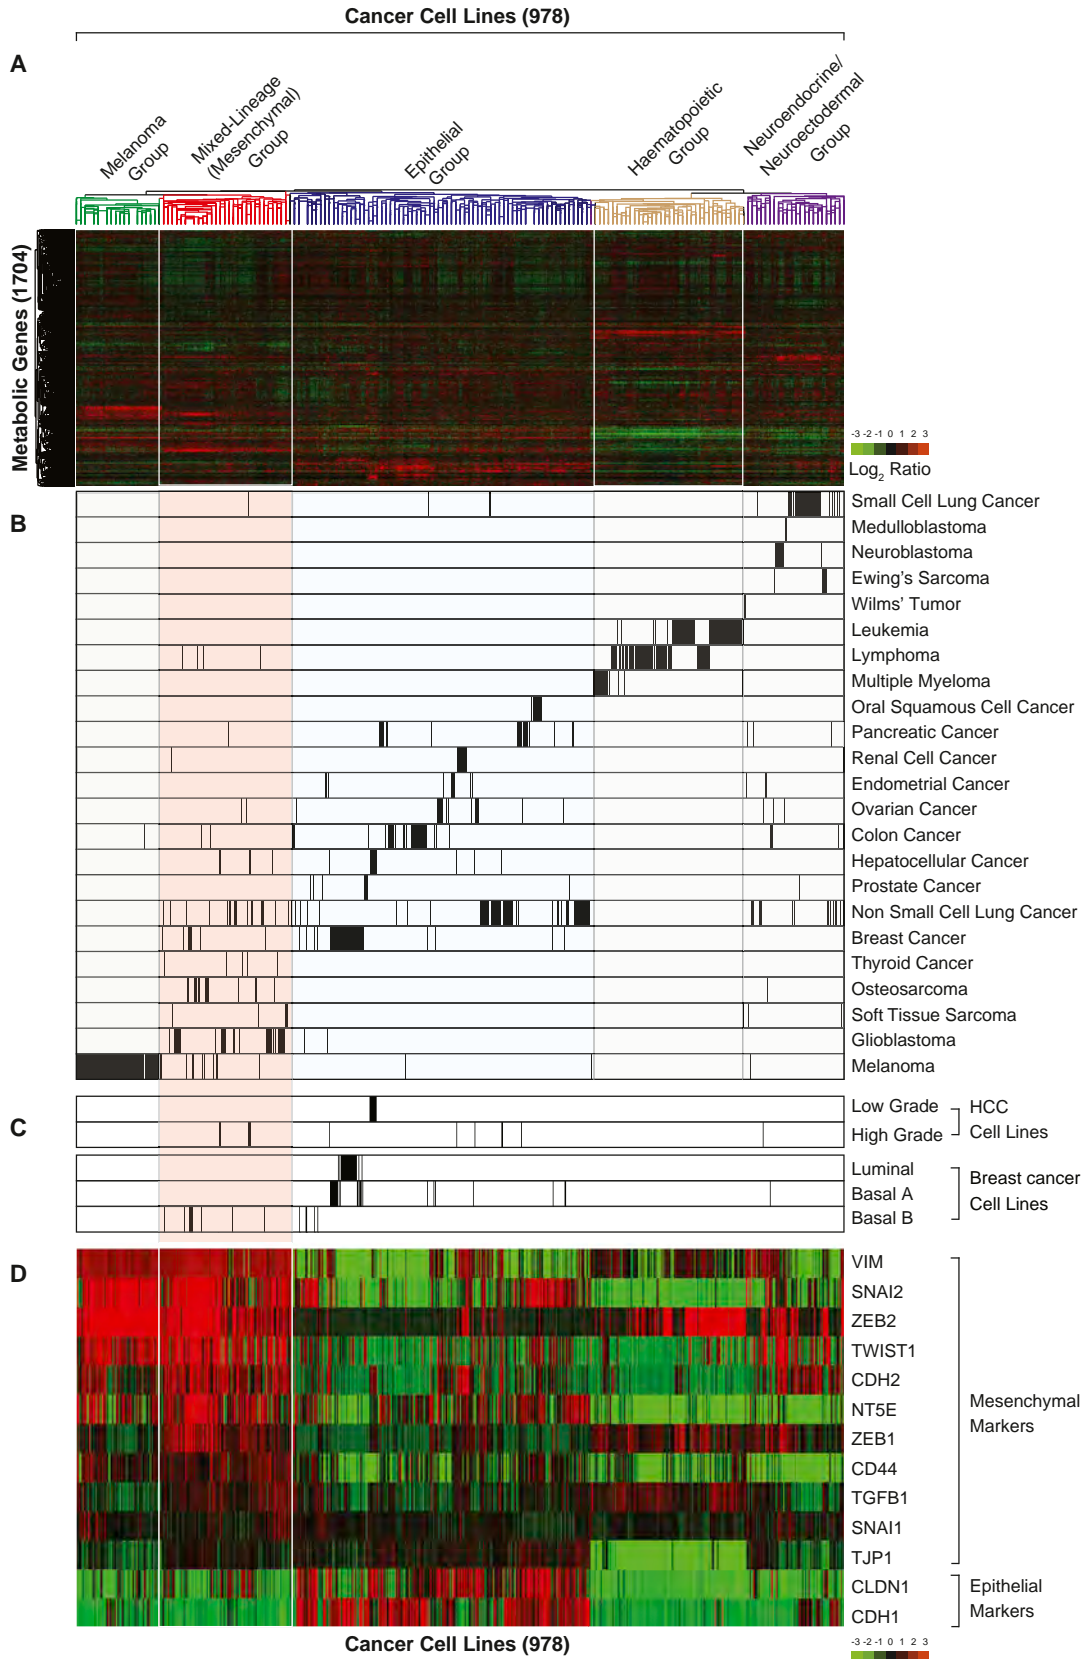 Cancer Cell Lines (978)
A
Melanoma
Group
Mixed-Lineage
(Mesenchymal)
Group
Epithelial
Group
Haematopoietic
Group
Neuroendocrine/
Neuroectodermal
Group
Metabolic Genes (1704)
-3 -2 -1 0 1 2 3
Log2 Ratio
B
Small Cell Lung Cancer
Medulloblastoma
Neuroblastoma
Ewing's Sarcoma
Wilms' Tumor
Leukemia
Lymphoma
Multiple Myeloma
Oral Squamous Cell Cancer
Pancreatic Cancer
Renal Cell Cancer
Endometrial Cancer
Ovarian Cancer
Colon Cancer
Hepatocellular Cancer
Prostate Cancer
Non Small Cell Lung Cancer
Breast Cancer
Thyroid Cancer
Osteosarcoma
Soft Tissue Sarcoma
Glioblastoma
Melanoma
C
Low Grade
High Grade
HCC
Cell Lines
Luminal
Basal A
Basal B
Breast cancer
Cell Lines
D
VIM
SNAI2
ZEB2
TWIST1
CDH2
NT5E
ZEB1
CD44
TGFB1
SNAI1
TJP1
Mesenchymal
Markers
CLDN1
CDH1
Epithelial
Markers
Cancer Cell Lines (978)
-3 -2 -1 0 1 2 3